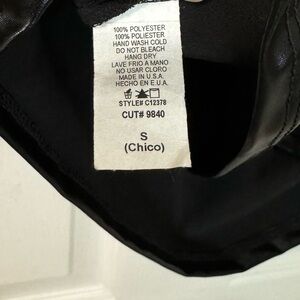 100% POLYESTER
100% POLIESTER
HAND WASH COLD
DO NOT BLEACH
HANG DRY
LAVE FRIO A MANO
NO USAR CLORO
MADE IN U.S.A.
HECHO EN E.U.A.
STYLE# C12378
CUT# 9840
S
(Chico)